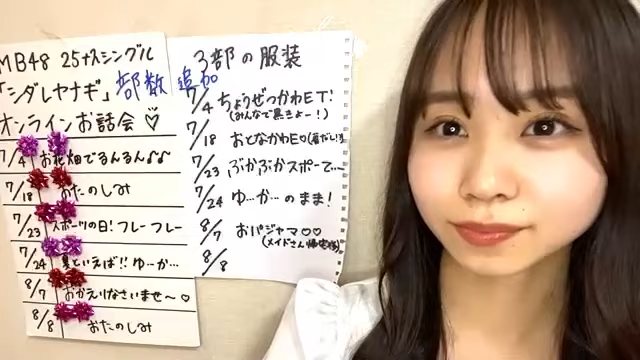 MB48 25thシングル
「シダレヤナギ」部数追加
オンラインお話会♡
7/4 お花畑でるんるん♪♪
7/18 おたのしみ
7/23 スポーツの日！フレーフレー
7/24 夏といえば!!ゆーか…
8/7 おかえりなさいませ〜♡
8/8 おたのしみ
3部の服装
7/4 ちょうぜつかわET!
(みんなで着きよー！)
7/18 おとなかわE♡
7/23 ぶかぶかスポーて…
7/24 ゆ…か…のまま！
8/7 おパジャマ♡♡
(メイドさん帰宅後)
8/8